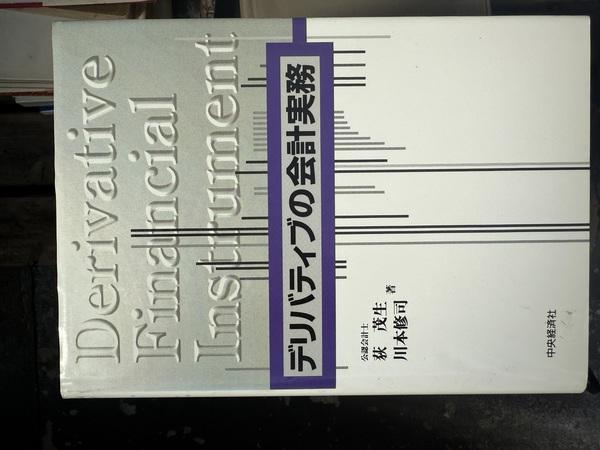 Derivative
Financial
Instrument
デリバティブの会計実務
公認会計士
荻 茂生
川本修司
著
中央経済社